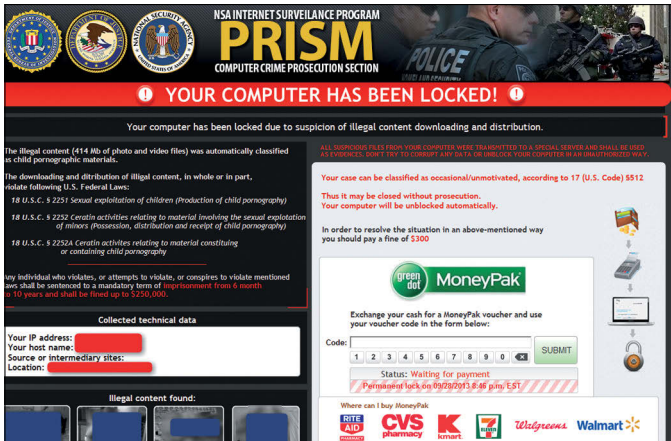 NSA INTERNET SURVEILANCE PROGRAM
PRISM
COMPUTER CRIME PROSECUTION SECTION
POLICE
YOUR COMPUTER HAS BEEN LOCKED!
Your computer has been locked due to suspicion of illegal content downloading and distribution.
The illegal content (414 Mb of photo and video files) was automatically classified
as child pornographic materials.
The downloading and distribution of illigal content, in whole or in part,
violate following U.S. Federal Laws:
18 U.S.C. § 2251 Sexual exploitation of children (Production of child pornography)
18 U.S.C. § 2252 Ceratin activities relating to material involving the sexual explotation
of minors (Possession, distribution and receipt of child pornography)
18 U.S.C. § 2252A Ceratin activites relating to material constituing
or containing child pornography
Any individual who violates, or attempts to violate, or conspires to violate mentioned
laws shall be sentenced to a mandatory term of imprisonment from 6 month
to 10 years and shall be fined up to $250,000.
Collected technical data
Your IP address:
Your host name:
Source or intermediary sites:
Location:
Illegal content found:
ALL SUSPICIOUS FILES FROM YOUR COMPUTER WERE TRANSMITTED TO A SPECIAL SERVER AND SHALL BE USED
AS EVIDENCES. DON'T TRY TO CORRUPT ANY DATA OR UNBLOCK YOUR COMPUTER IN AN UNAUTHORIZED WAY.
Your case can be classified as occasional/unmotivated, according to 17 (U.S. Code) $512
Thus it may be closed without prosecution.
Your computer will be unblocked automatically.
In order to resolve the situation in an above-mentioned way
you should pay a fine of $300
green dot MoneyPak
Exchange your cash for a MoneyPak voucher and use
your voucher code in the form below:
Code:
1 2 3 4 5 6 7 8 9 0
SUBMIT
Status: Waiting for payment
Permanent lock on 09/28/2013 8:46 p.m. EST
Where can I buy MoneyPak
RITE AID PHARMACY
CVS pharmacy
kmart
7 ELEVEN
Walgreens
Walmart